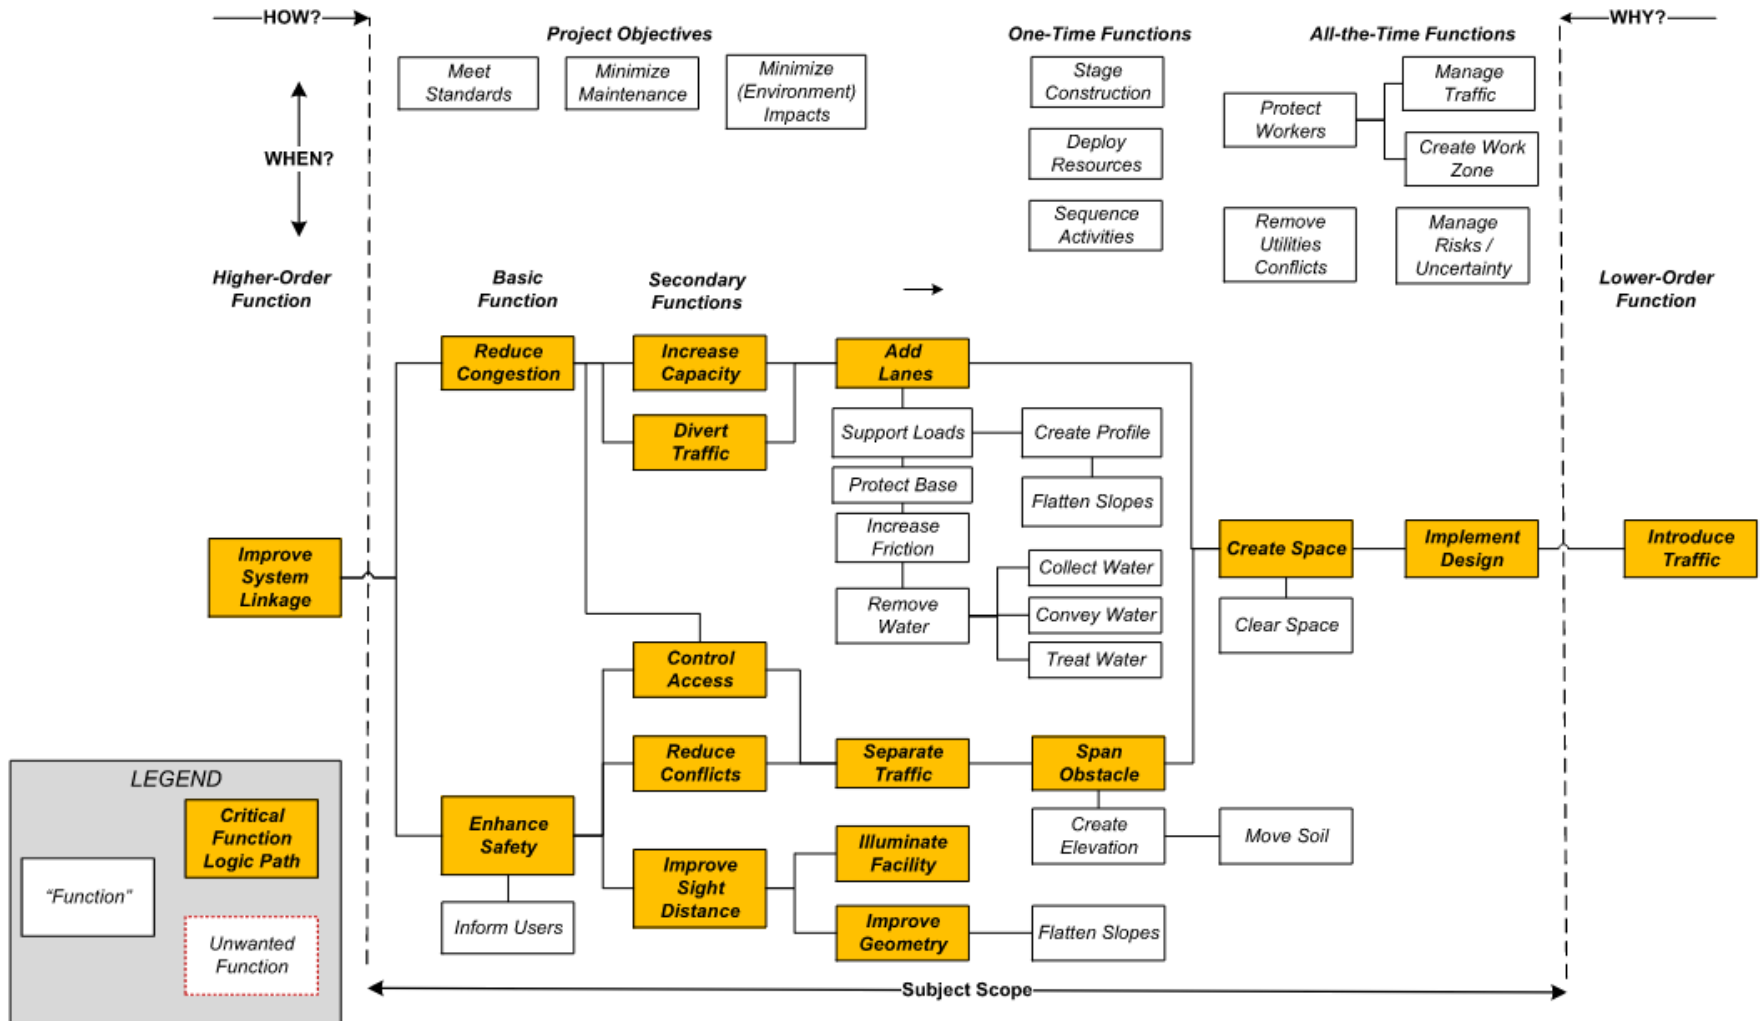 HOW?
WHY?
Project Objectives
One-Time Functions
All-the-Time Functions
Meet
Standards
Minimize
Maintenance
Minimize
(Environment)
Impacts
Stage
Construction
Protect
Workers
Manage
Traffic
WHEN?
Deploy
Resources
Create Work
Zone
Sequence
Activities
Remove
Utilities
Conflicts
Manage
Risks /
Uncertainty
Higher-Order
Function
Basic
Function
Secondary
Functions
Lower-Order
Function
Reduce
Congestion
Increase
Capacity
Add
Lanes
Divert
Traffic
Support Loads
Create Profile
Protect Base
Flatten Slopes
Increase
Friction
Improve
System
Linkage
Create Space
Implement
Design
Introduce
Traffic
Collect Water
Remove
Water
Convey Water
Clear Space
Treat Water
Control
Access
Reduce
Conflicts
Separate
Traffic
Span
Obstacle
Enhance
Safety
Create
Elevation
Move Soil
Illuminate
Facility
Improve
Sight
Distance
Inform Users
Improve
Geometry
Flatten Slopes
LEGEND
Critical
Function
Logic Path
“Function”
Unwanted
Function
Subject Scope